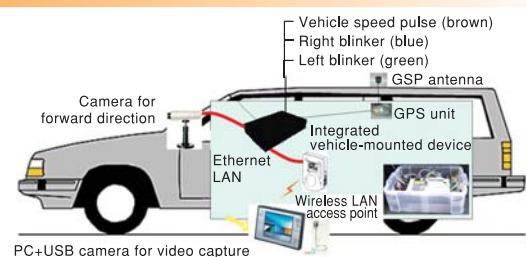 Vehicle speed pulse (brown)
Right blinker (blue)
Left blinker (green)
GSP antenna
Camera for
forward direction
GPS unit
Integrated
vehicle-mounted device
Ethernet
LAN
Wireless LAN
access point
PC+USB camera for video capture